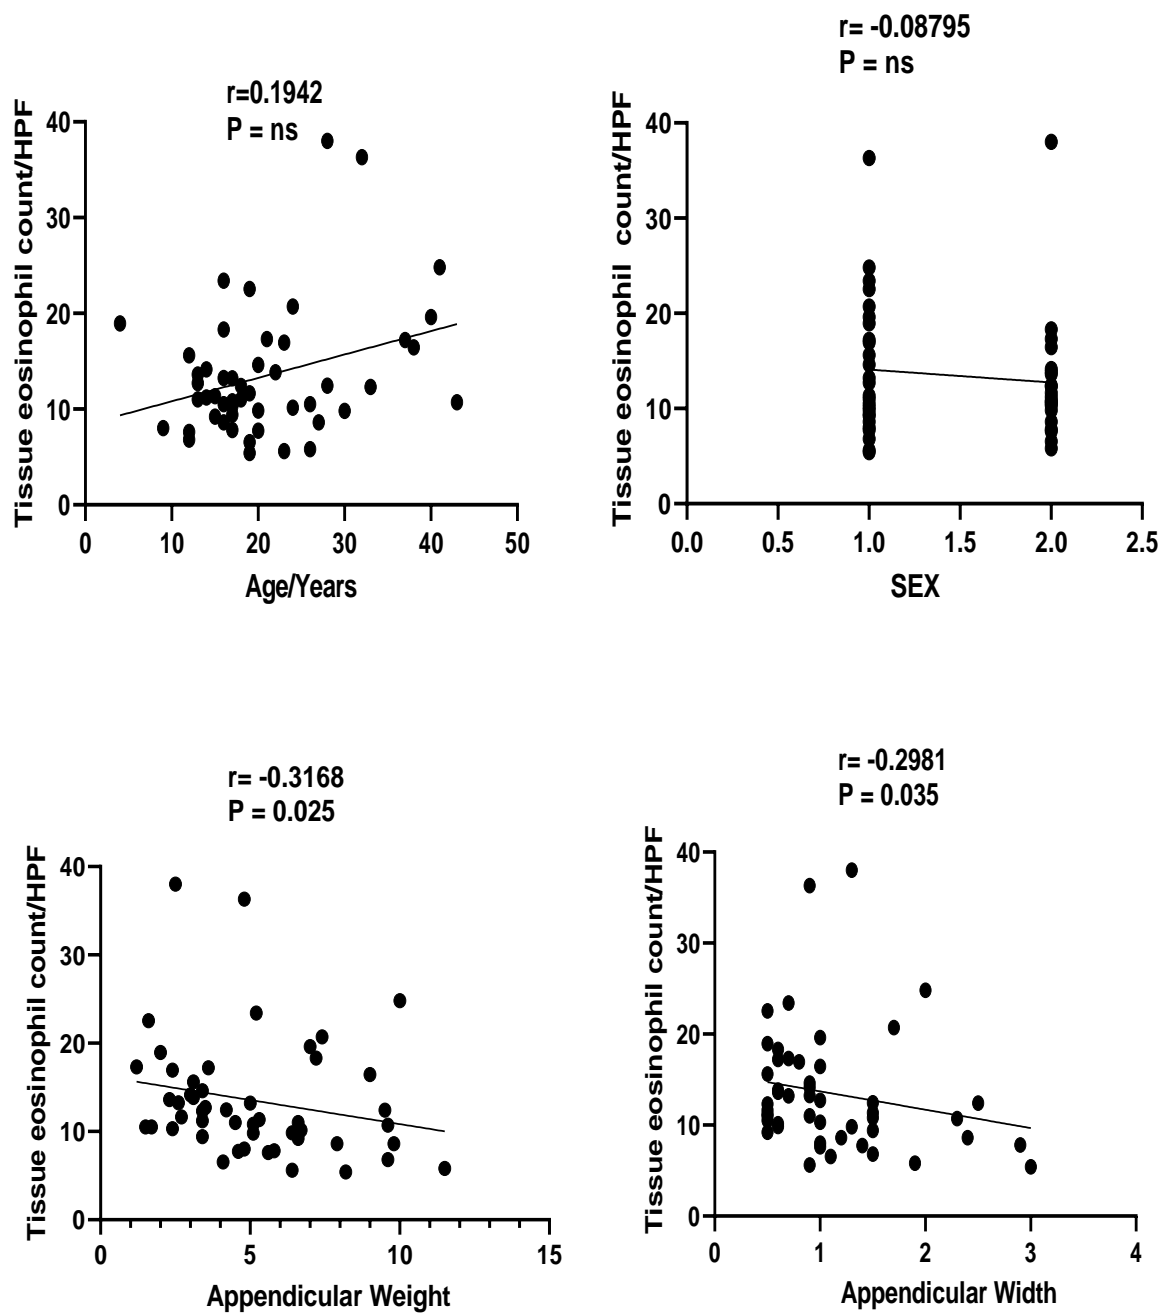 r=0.1942
P = ns
Tissue eosinophil count/HPF
40
30
20
10
0
0 10 20 30 40 50
Age/Years
r= -0.08795
P = ns
Tissue eosinophil count/HPF
40
30
20
10
0
0.0 0.5 1.0 1.5 2.0 2.5
SEX
r= -0.3168
P = 0.025
Tissue eosinophil count/HPF
40
30
20
10
0
0 5 10 15
Appendicular Weight
r= -0.2981
P = 0.035
Tissue eosinophil count/HPF
40
30
20
10
0
0 1 2 3 4
Appendicular Width